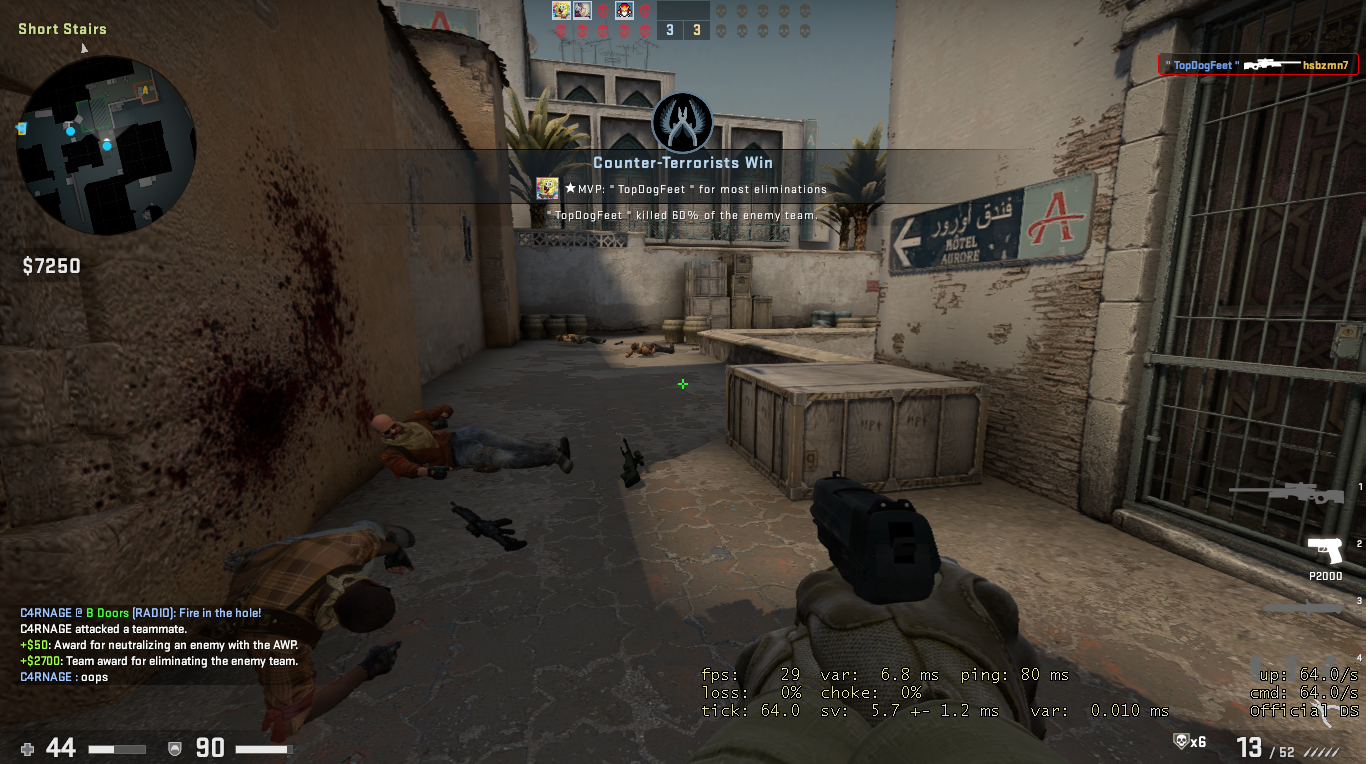 Short Stairs
A
$7250
3 3
" TopDogFeet " hsbzmn7
Counter-Terrorists Win
★MVP: " TopDogFeet " for most eliminations
" TopDogFeet " killed 60% of the enemy team.
فندق أورور
HÔTEL
AURORE
A
1
2
P2000
3
4
C4RNAGE @ B Doors (RADIO): Fire in the hole!
C4RNAGE attacked a teammate.
+$50: Award for neutralizing an enemy with the AWP.
+$2700: Team award for eliminating the enemy team.
C4RNAGE : oops
fps: 29 var: 6.8 ms ping: 80 ms
loss: 0% choke: 0%
tick: 64.0 sv: 5.7 +- 1.2 ms var: 0.010 ms
up: 64.0/s
cmd: 64.0/s
Official DS
44 90
x6
13 / 52